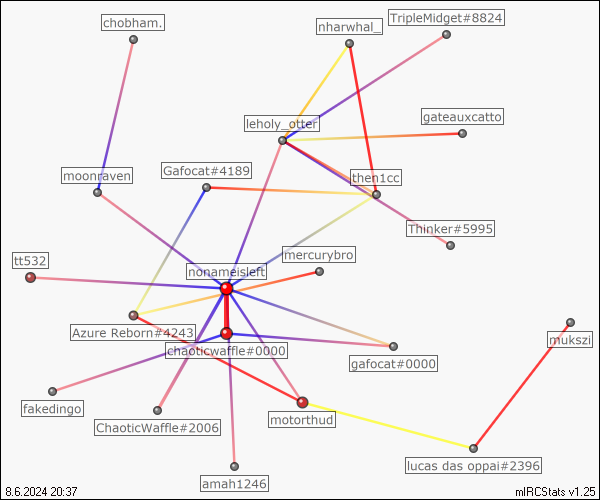 chobham.
nharwhal_
TripleMidget#8824
leholy_otter
gateauxcatto
moonraven
Gafocat#4189
then1cc
Thinker#5995
tt532
nonameisleft
mercurybro
Azure Reborn#4243
chaoticwaffle#0000
gafocat#0000
mukszi
fakedingo
ChaoticWaffle#2006
motorthud
lucas das oppai#2396
amah1246
8.6.2024 20:37
mIRCStats v1.25